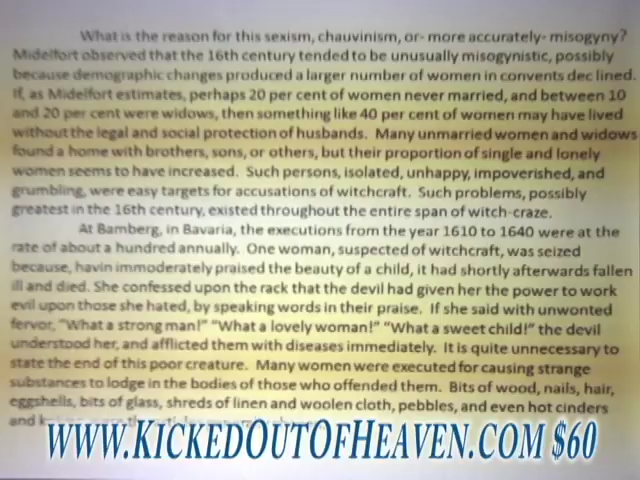 What is the reason for this sexism, chauvinism, or- more accurately- misogyny?
Midelfort observed that the 16th century tended to be unusually misogynistic, possibly
because demographic changes produced a larger number of women in convents declined.
If, as Midelfort estimates, perhaps 20 per cent of women never married, and between 10
and 20 per cent were widows, then something like 40 per cent of women may have lived
without the legal and social protection of husbands. Many unmarried women and widows
found a home with brothers, sons, or others, but their proportion of single and lonely
women seems to have increased. Such persons, isolated, unhappy, impoverished, and
grumbling, were easy targets for accusations of witchcraft. Such problems, possibly
greatest in the 16th century, existed throughout the entire span of witch-craze.
At Bamberg, in Bavaria, the executions from the year 1610 to 1640 were at the
rate of about a hundred annually. One woman, suspected of witchcraft, was seized
because, havin immoderately praised the beauty of a child, it had shortly afterwards fallen
ill and died. She confessed upon the rack that the devil had given her the power to work
evil upon those she hated, by speaking words in their praise. If she said with unwonted
fervor, "What a strong man!" "What a lovely woman!" "What a sweet child!" the devil
understood her, and afflicted them with diseases immediately. It is quite unnecessary to
state the end of this poor creature. Many women were executed for causing strange
substances to lodge in the bodies of those who offended them. Bits of wood, nails, hair,
eggshells, bits of glass, shreds of linen and woolen cloth, pebbles, and even hot cinders
and
WWW.KICKEDOUTOFHEAVEN.COM $60